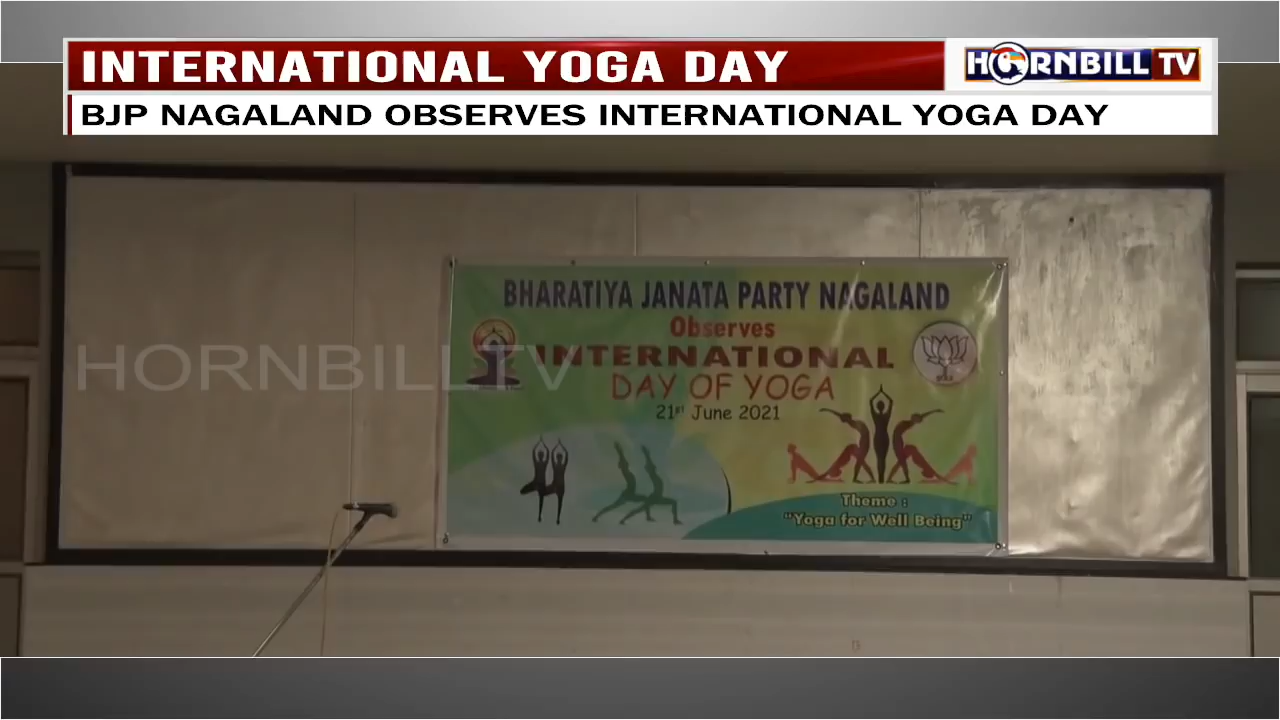 INTERNATIONAL YOGA DAY
HORNBILL TV
BJP NAGALAND OBSERVES INTERNATIONAL YOGA DAY
BHARATIYA JANATA PARTY NAGALAND
Observes
INTERNATIONAL
DAY OF YOGA
21st June 2021
HORNBILL TV
Theme :
"Yoga for Well Being"